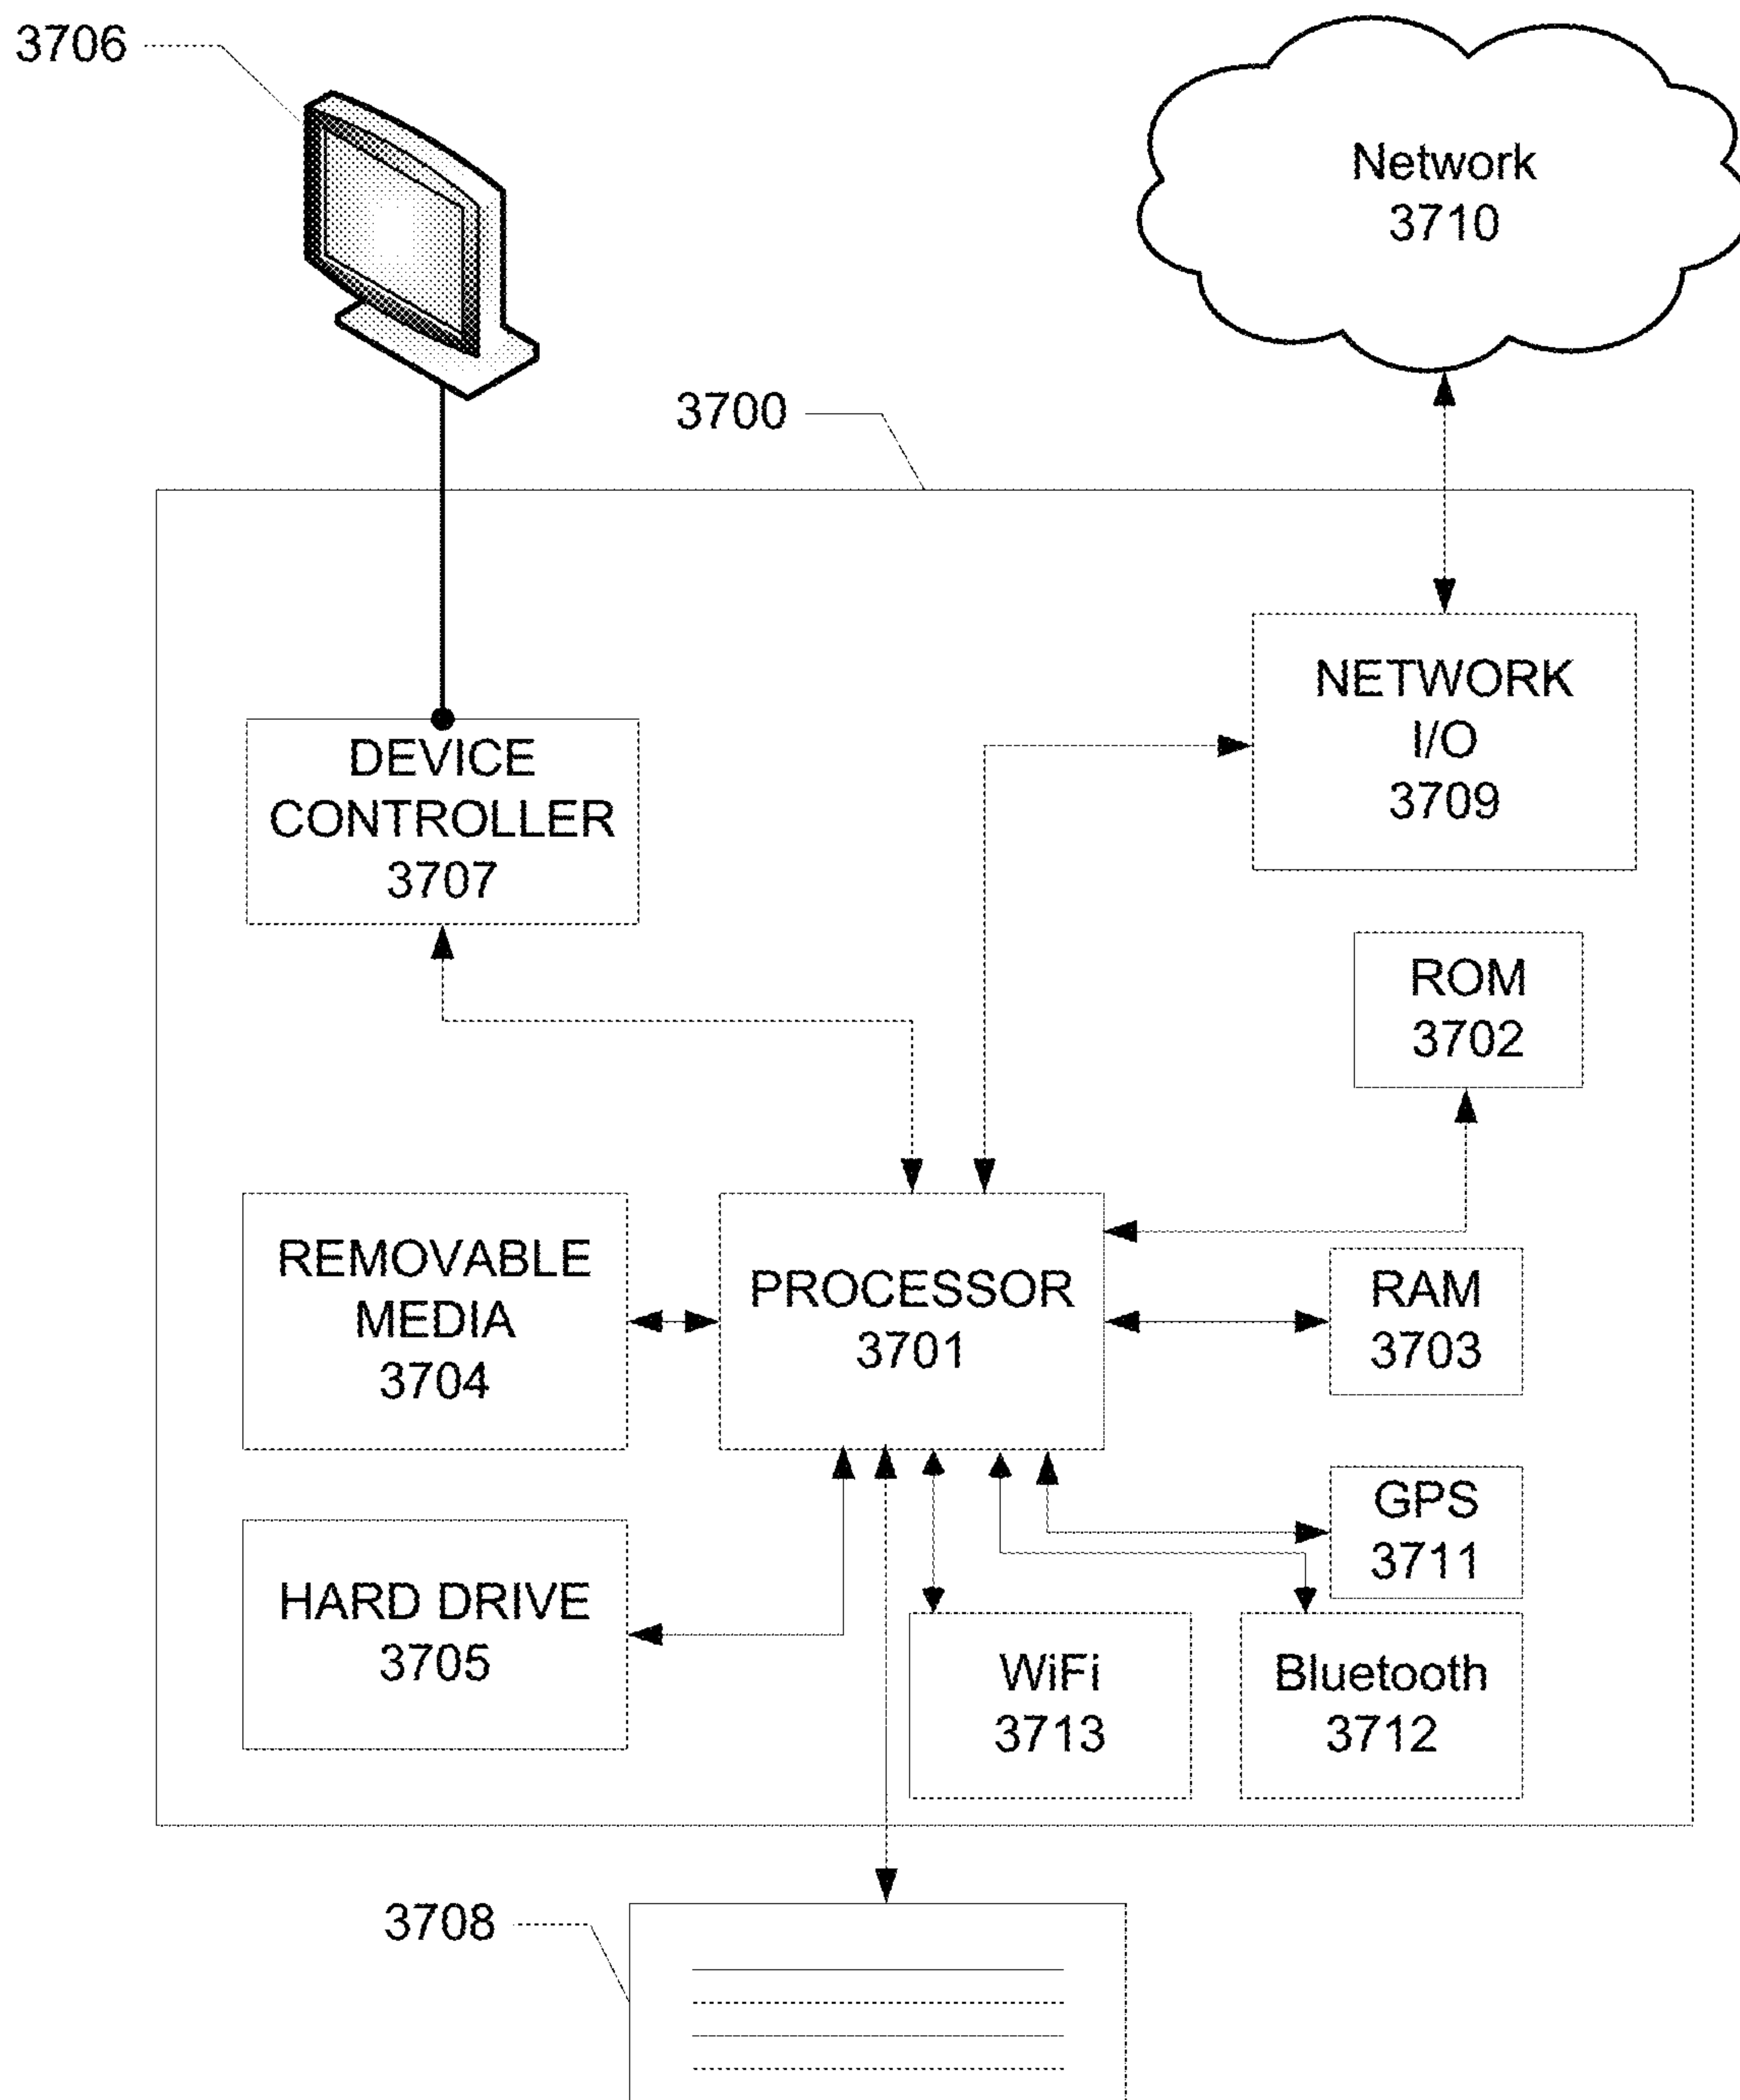 3706
Network
3710
3700
NETWORK
I/O
3709
DEVICE
CONTROLLER
3707
ROM
3702
REMOVABLE
MEDIA
3704
PROCESSOR
3701
RAM
3703
GPS
3711
HARD DRIVE
3705
WiFi
3713
Bluetooth
3712
3708